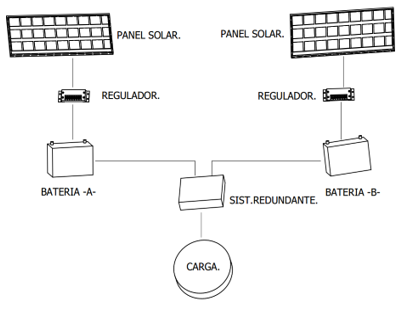 PANEL SOLAR.
PANEL SOLAR.
REGULADOR.
REGULADOR.
BATERIA -A-
BATERIA -B-
SIST.REDUNDANTE.
CARGA.